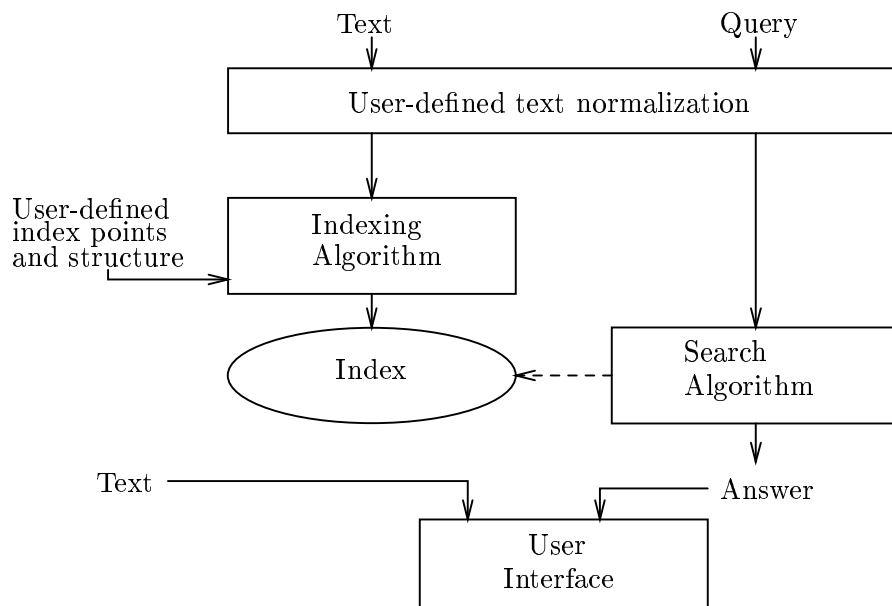 Text
Query
User-defined text normalization
User-defined
index points
and structure
Indexing
Algorithm
Index
Search
Algorithm
Text
Answer
User
Interface